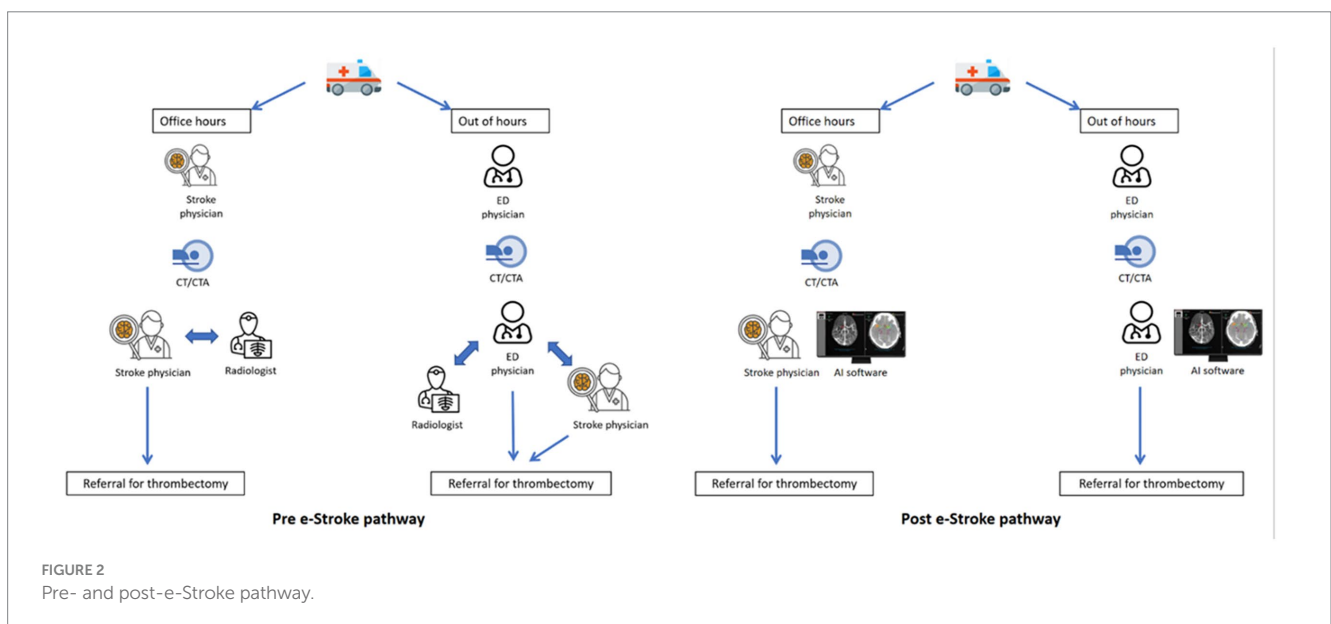 Office hours
Out of hours
Stroke
physician
ED
physician
CT/CTA
CT/CTA
Stroke physician
Radiologist
ED
physician
Radiologist
Stroke physician
Referral for thrombectomy
Referral for thrombectomy
Pre e-Stroke pathway
Office hours
Out of hours
Stroke
physician
ED
physician
CT/CTA
CT/CTA
Stroke physician
AI software
ED
physician
AI software
Referral for thrombectomy
Referral for thrombectomy
Post e-Stroke pathway
FIGURE 2
Pre- and post-e-Stroke pathway.